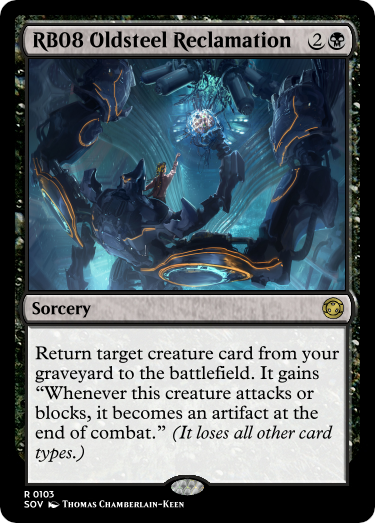 RB08 Oldsteel Reclamation 2
Sorcery
Return target creature card from your
graveyard to the battlefield. It gains
“Whenever this creature attacks or
blocks, it becomes an artifact at the
end of combat.” (It loses all other card
types.)
R 0103
SOV Thomas Chamberlain-Keen